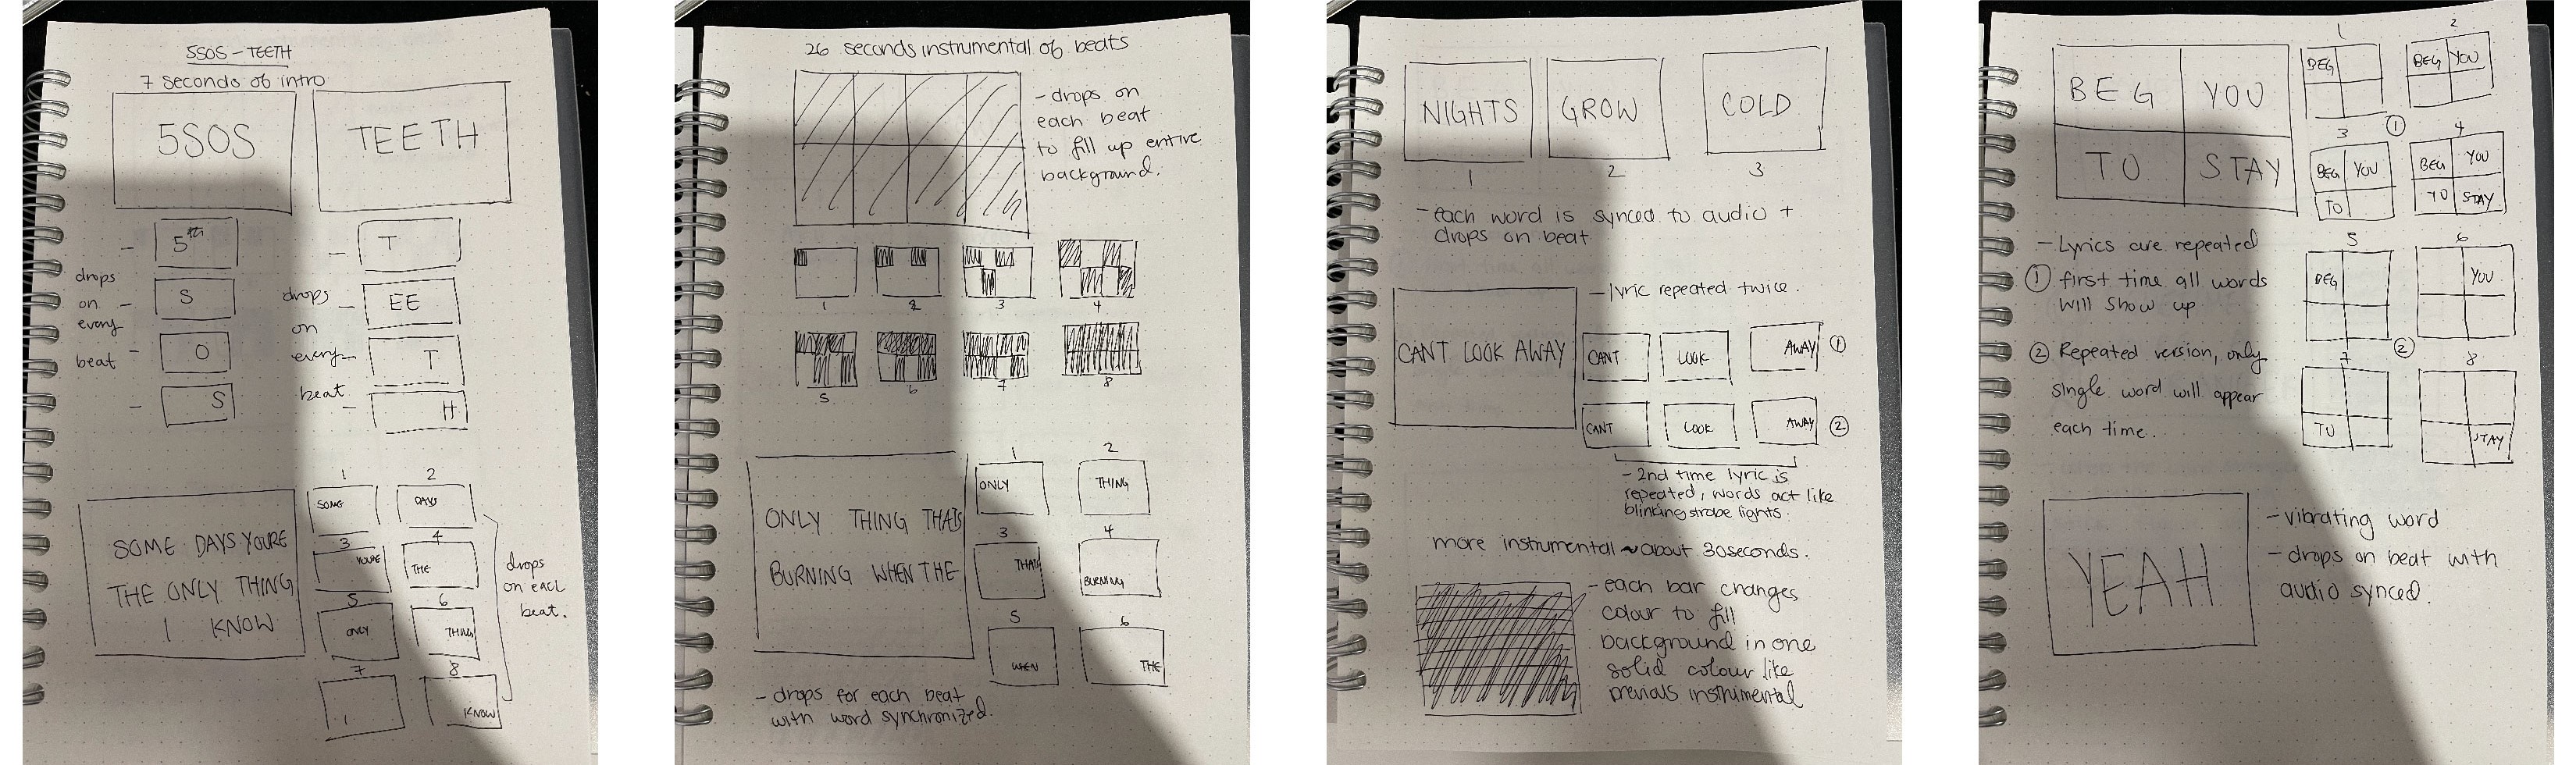 5SOS - TEETH
7 seconds of intro
5SOS
TEETH
5th
S
O
S
drops
on
every
beat
T
EE
T
H
drops
on
every
beat
SOME DAYS YOURE
THE ONLY THING
I KNOW
1
SOME
2
DAYS
3
YOURE
4
THE
5
ONLY
6
THING
7
I
8
KNOW
drops
on each
beat.
26 seconds instrumental of beats
- drops on
each beat
to fill up entire
background.
1
2
3
4
5
6
7
8
ONLY THING THATS
BURNING WHEN THE
1
ONLY
2
THING
3
THATS
4
BURNING
5
WHEN
6
THE
- drops for each beat
with word synchronized.
NIGHTS
GROW
COLD
1
2
3
- each word is synced to audio +
drops on beat
CANT LOOK AWAY
- lyric repeated twice.
CANT
LOOK
AWAY
1
CANT
LOOK
AWAY
2
- 2nd time lyric is
repeated, words act like
blinking strobe lights.
more instrumental ~ about 30 seconds.
- each bar changes
colour to fill
background in one
solid colour like
previous instrumental
BEG YOU
TO STAY
1
BEG
2
BEG YOU
3
BEG YOU
TO
1
4
BEG YOU
TO STAY
- Lyrics are repeated
1 first time all words
will show up
2 Repeated version, only
single word will appear
each time.
5
BEG
6
YOU
7
TO
2
8
STAY
YEAH
- vibrating word
- drops on beat with
audio synced.